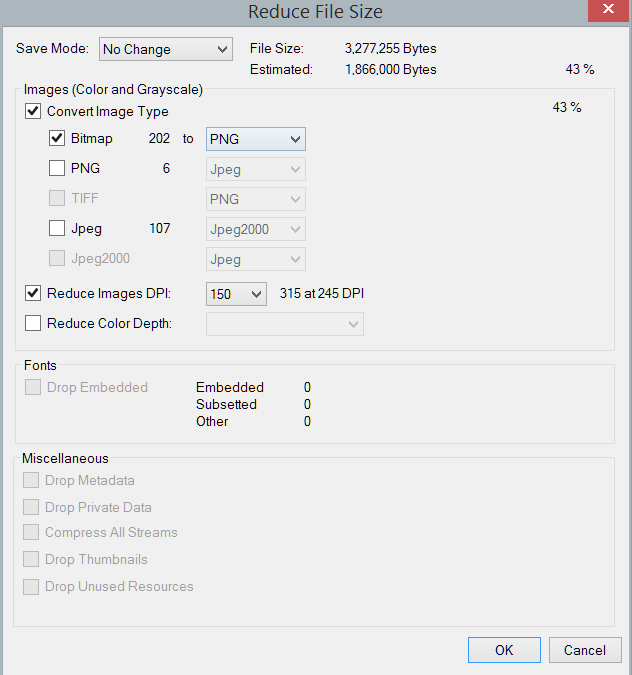 Reduce File Size
Save Mode: No Change File Size: 3,277,255 Bytes
Estimated: 1,866,000 Bytes 43 %
Images (Color and Grayscale)
Convert Image Type 43 %
Bitmap 202 to PNG
PNG 6 Jpeg
TIFF PNG
Jpeg 107 Jpeg2000
Jpeg2000 Jpeg
Reduce Images DPI: 150 315 at 245 DPI
Reduce Color Depth:
Fonts
Drop Embedded Embedded 0
Subsetted 0
Other 0
Miscellaneous
Drop Metadata
Drop Private Data
Compress All Streams
Drop Thumbnails
Drop Unused Resources
OK Cancel